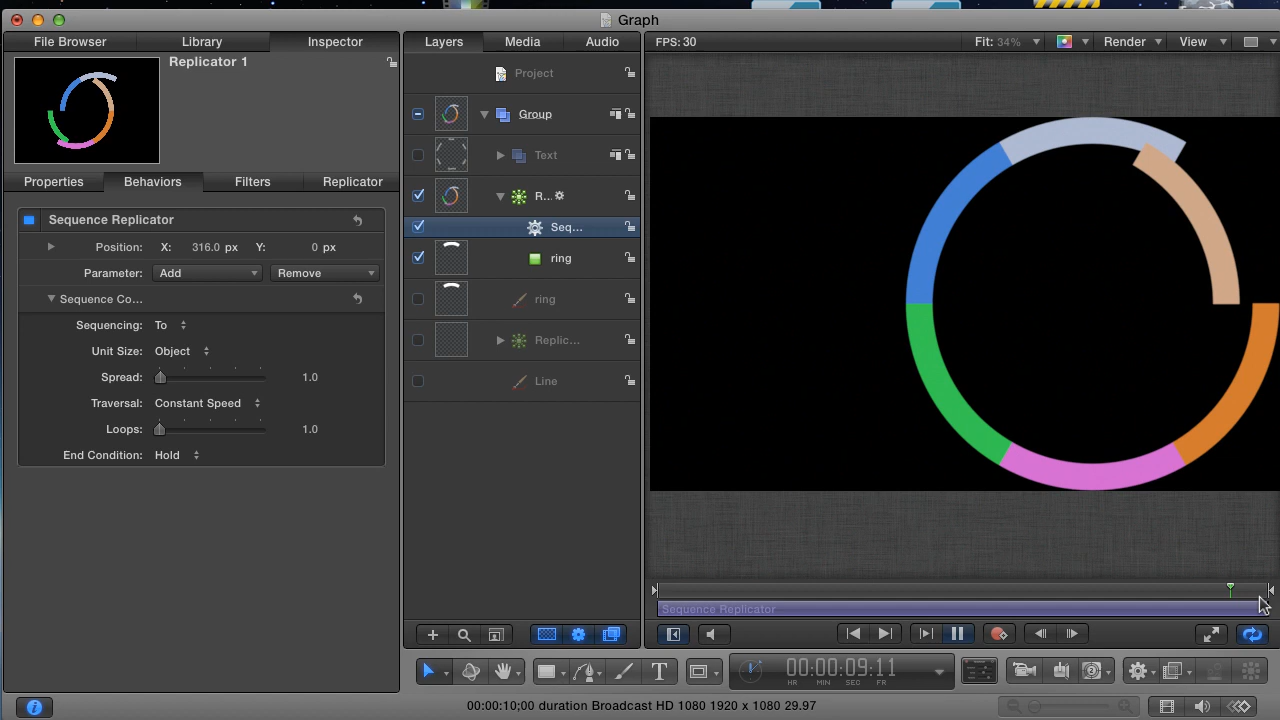 Graph
File Browser
Library
Inspector
Layers
Media
Audio
FPS: 30
Fit: 34%
Render
View
Replicator 1
Project
Group
Text
R...
Seq...
ring
ring
Replic...
Line
Properties
Behaviors
Filters
Replicator
Sequence Replicator
Position: X: 316.0 px Y: 0 px
Parameter: Add Remove
Sequence Co...
Sequencing: To
Unit Size: Object
Spread: 1.0
Traversal: Constant Speed
Loops: 1.0
End Condition: Hold
Sequence Replicator
T
00:00:09:11
HR MIN SEC FR
00:00:10;00 duration Broadcast HD 1080 1920 x 1080 29.97